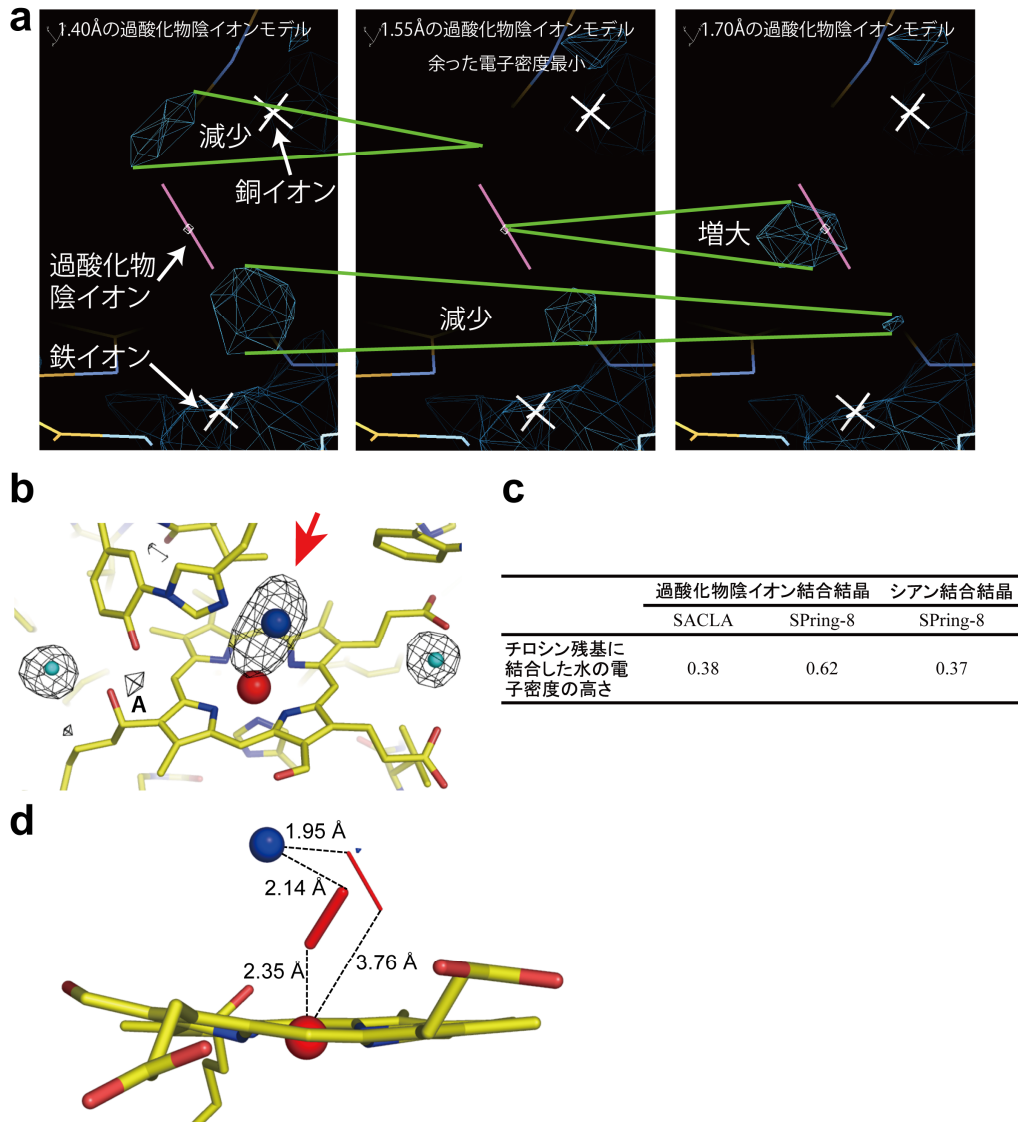 a
1.40Åの過酸化物陰イオンモデル
1.55Åの過酸化物陰イオンモデル
余った電子密度最小
1.70Åの過酸化物陰イオンモデル
減少
銅イオン
過酸化物
陰イオン
鉄イオン
減少
増大
b
A
c
過酸化物陰イオン結合結晶 シアン結合結晶
SACLA SPring-8 SPring-8
チロシン残基に
結合した水の電 0.38 0.62 0.37
子密度の高さ
d
1.95 Å
2.14 Å
2.35 Å
3.76 Å